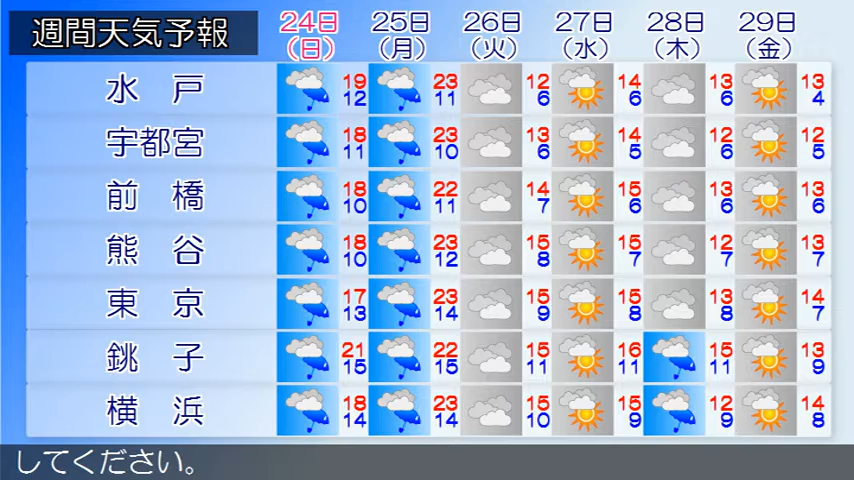 週間天気予報
24日 25日 26日 27日 28日 29日
(日) (月) (火) (水) (木) (金)
水戸 19 12 23 11 12 6 14 6 13 6 13 4
宇都宮 18 11 23 10 13 6 14 5 12 6 12 5
前橋 18 10 22 11 14 7 15 6 13 6 13 6
熊谷 18 10 23 12 15 8 15 7 12 7 13 7
東京 17 13 23 14 15 9 15 8 13 8 14 7
銚子 21 15 22 15 15 11 16 11 15 11 13 9
横浜 18 14 23 14 15 10 15 9 12 9 14 8
してください。